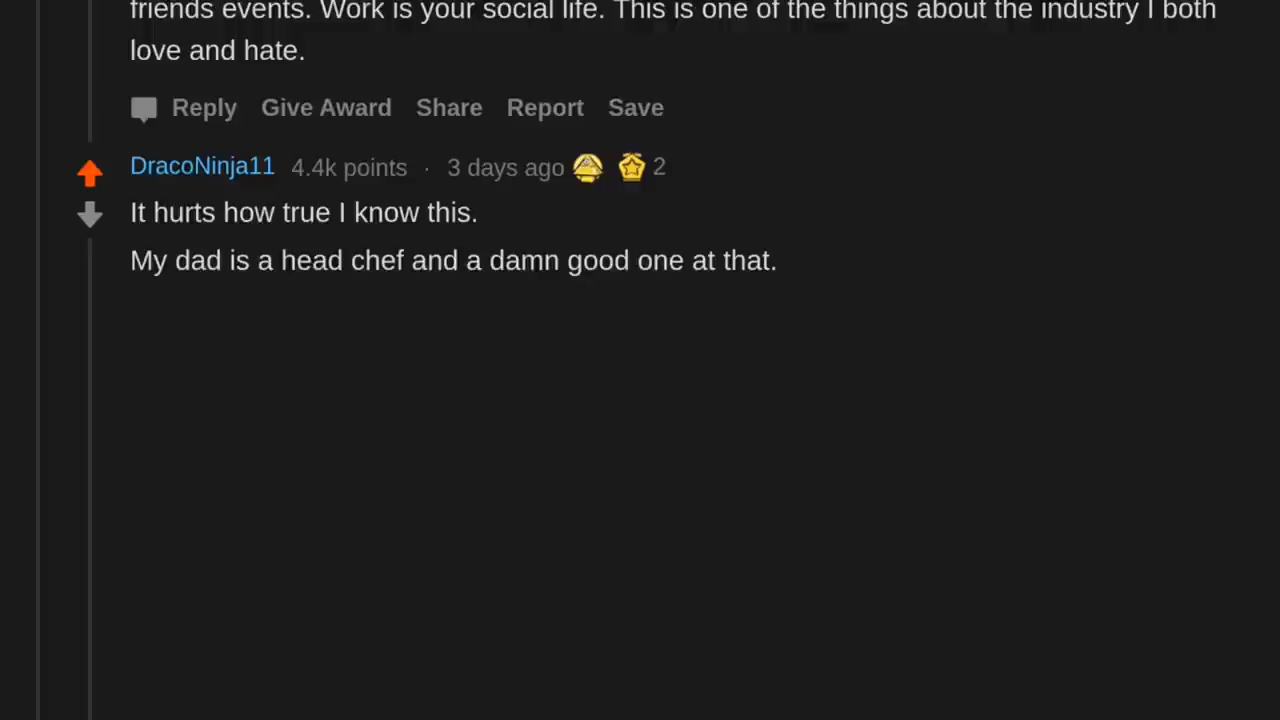 friends events. Work is your social life. This is one of the things about the industry I both
love and hate.
Reply Give Award Share Report Save
DracoNinja11 4.4k points · 3 days ago 2
It hurts how true I know this.
My dad is a head chef and a damn good one at that.